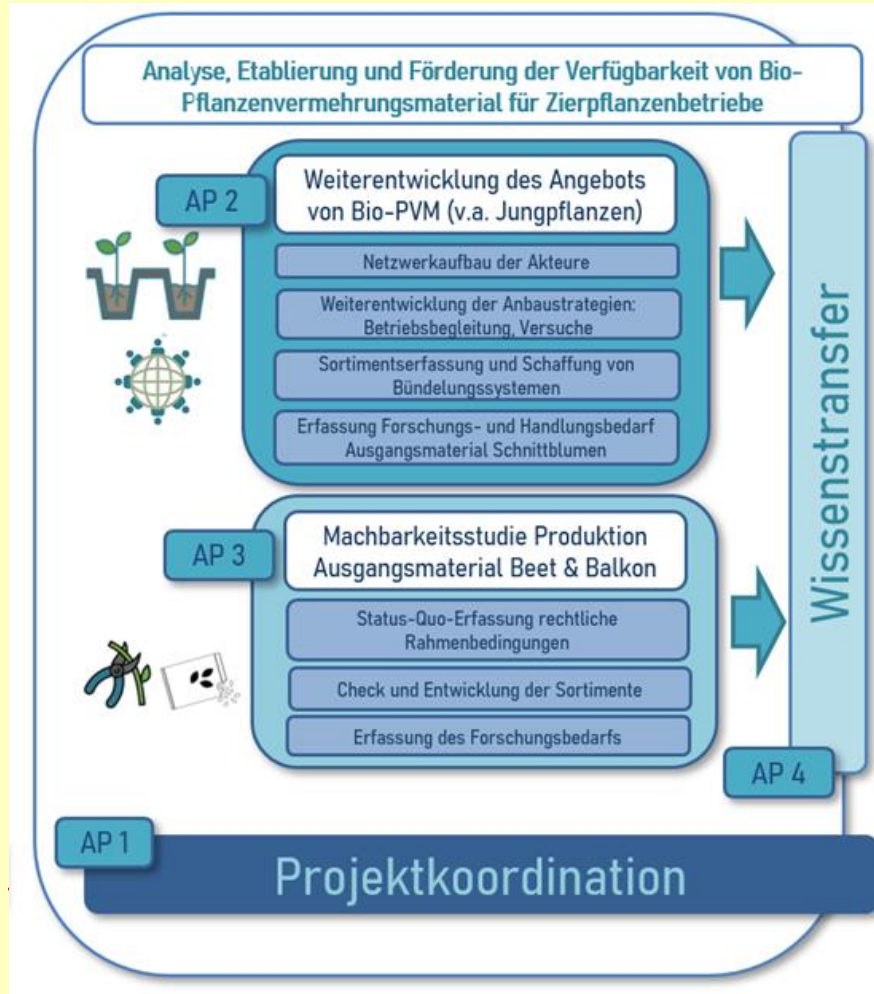 Analyse, Etablierung und Förderung der Verfügbarkeit von Bio-
Pflanzenvermehrungsmaterial für Zierpflanzenbetriebe
AP 2
Weiterentwicklung des Angebots
von Bio-PVM (v.a. Jungpflanzen)
Netzwerkaufbau der Akteure
Weiterentwicklung der Anbaustrategien:
Betriebsbegleitung, Versuche
Sortimentserfassung und Schaffung von
Bündelungssystemen
Erfassung Forschungs- und Handlungsbedarf
Ausgangsmaterial Schnittblumen
AP 3
Machbarkeitsstudie Produktion
Ausgangsmaterial Beet & Balkon
Status-Quo-Erfassung rechtliche
Rahmenbedingungen
Check und Entwicklung der Sortimente
Erfassung des Forschungsbedarfs
Wissenstransfer
AP 4
AP 1
Projektkoordination